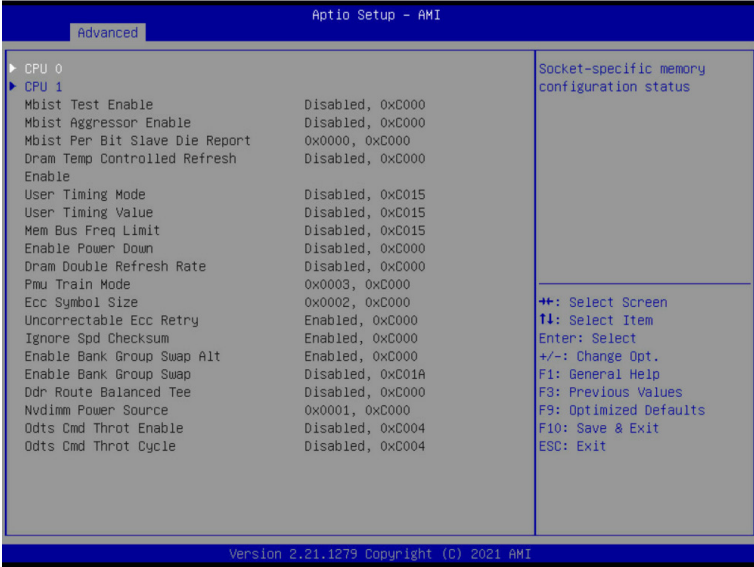 Aptio Setup – AMI
Advanced
CPU 0
CPU 1
Mbist Test Enable Disabled, 0xC000
Mbist Aggressor Enable Disabled, 0xC000
Mbist Per Bit Slave Die Report 0x0000, 0xC000
Dram Temp Controlled Refresh Disabled, 0xC000
Enable
User Timing Mode Disabled, 0xC015
User Timing Value Disabled, 0xC015
Mem Bus Freq Limit Disabled, 0xC015
Enable Power Down Disabled, 0xC000
Dram Double Refresh Rate Disabled, 0xC000
Pmu Train Mode 0x0003, 0xC000
Ecc Symbol Size 0x0002, 0xC000
Uncorrectable Ecc Retry Enabled, 0xC000
Ignore Spd Checksum Enabled, 0xC000
Enable Bank Group Swap Alt Enabled, 0xC000
Enable Bank Group Swap Disabled, 0xC01A
Ddr Route Balanced Tee Disabled, 0xC000
Nvdimm Power Source 0x0001, 0xC000
Odts Cmd Throt Enable Disabled, 0xC004
Odts Cmd Throt Cycle Disabled, 0xC004
Socket-specific memory
configuration status
→←: Select Screen
↑↓: Select Item
Enter: Select
+/-: Change Opt.
F1: General Help
F3: Previous Values
F9: Optimized Defaults
F10: Save & Exit
ESC: Exit
Version 2.21.1279 Copyright (C) 2021 AMI